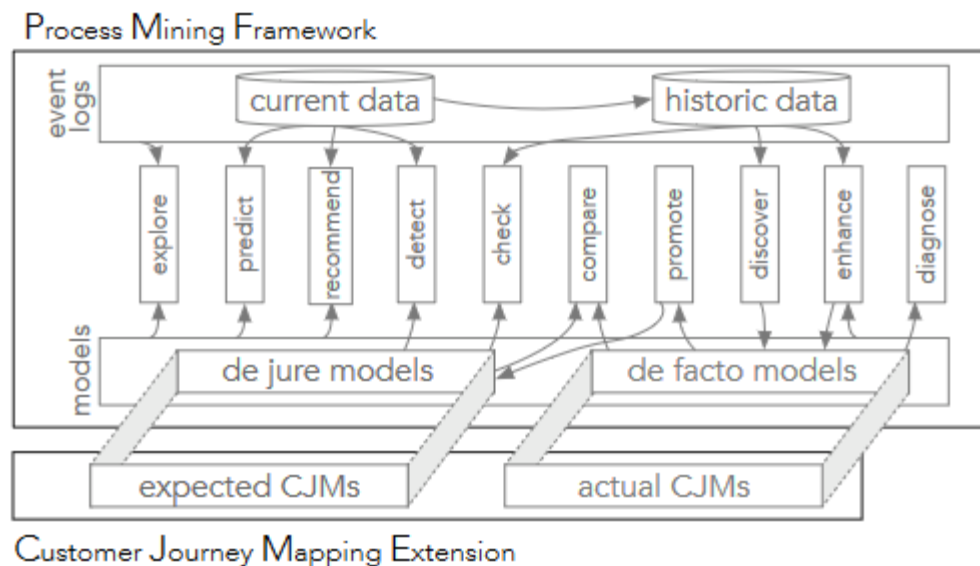 Process Mining Framework
event
logs
current data
historic data
explore
predict
recommend
detect
check
compare
promote
discover
enhance
diagnose
models
de jure models
de facto models
expected CJMs
actual CJMs
Customer Journey Mapping Extension